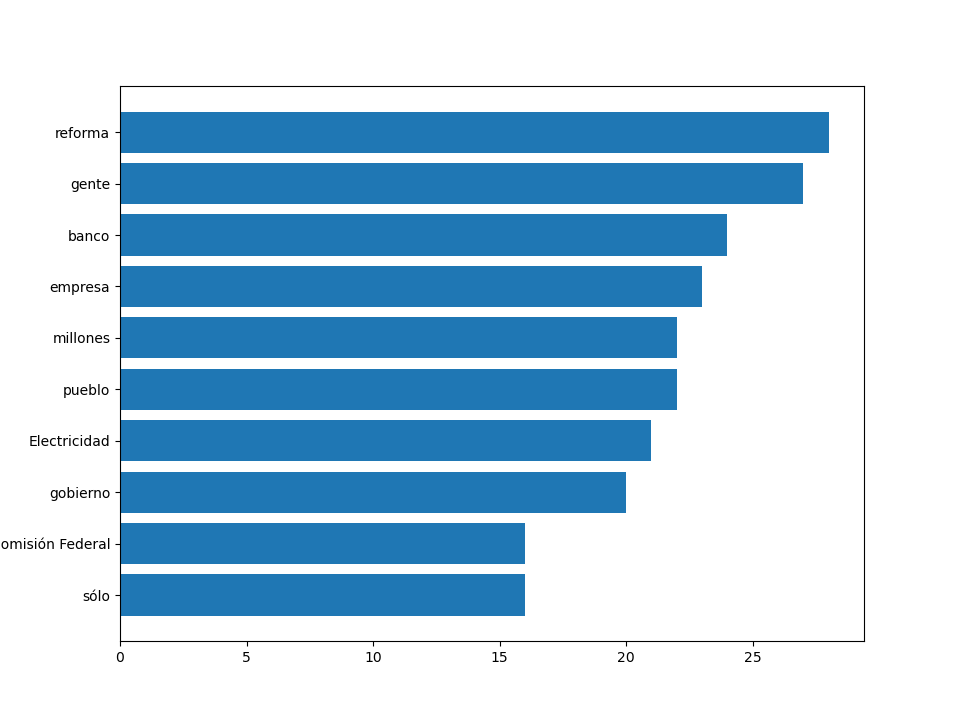 reforma
gente
banco
empresa
millones
pueblo
Electricidad
gobierno
omisión Federal
sólo
0 5 10 15 20 25